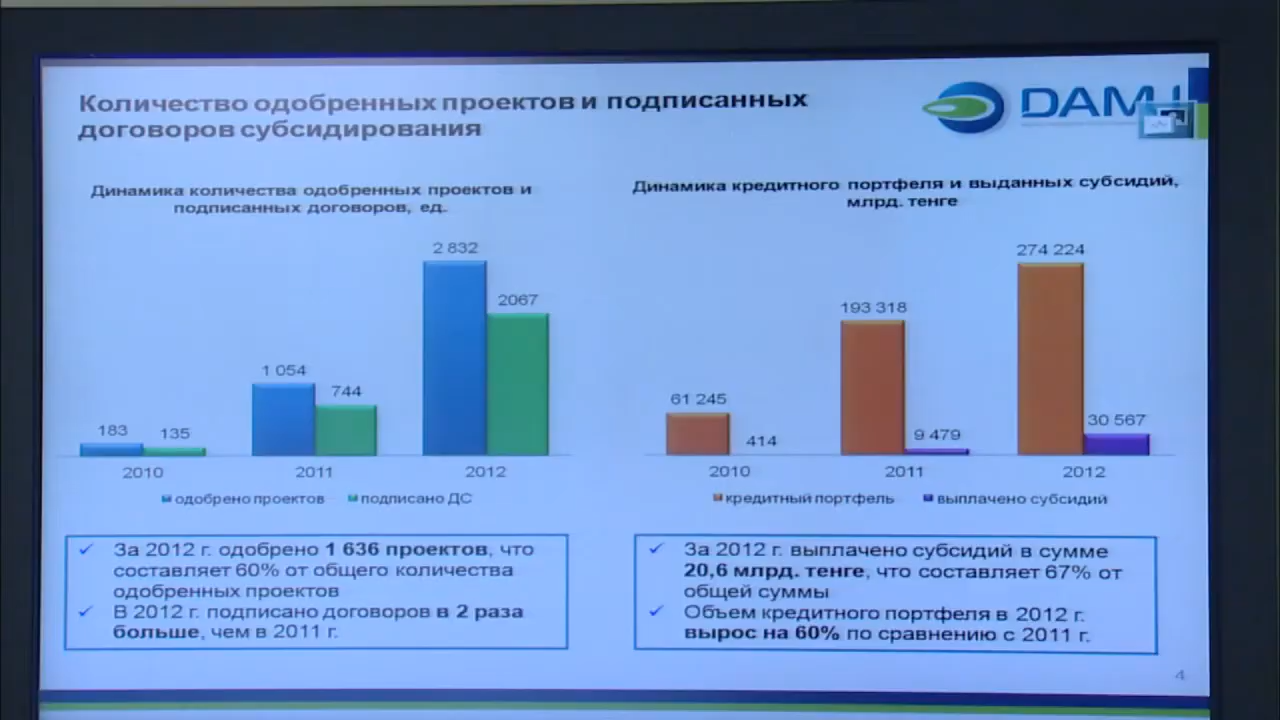 Количество одобренных проектов и подписанных
договоров субсидирования
DAMU
Динамика количества одобренных проектов и
подписанных договоров, ед.
2 832
2067
1 054
744
183
135
2010
2011
2012
одобрено проектов
подписано ДС
Динамика кредитного портфеля и выданных субсидий,
млрд. тенге
274 224
193 318
61 245
414
9 479
30 567
2010
2011
2012
кредитный портфель
выплачено субсидий
✓ За 2012 г. одобрено 1 636 проектов, что
составляет 60% от общего количества
одобренных проектов
✓ В 2012 г. подписано договоров в 2 раза
больше, чем в 2011 г.
✓ За 2012 г. выплачено субсидий в сумме
20,6 млрд. тенге, что составляет 67% от
общей суммы
✓ Объем кредитного портфеля в 2012 г.
вырос на 60% по сравнению с 2011 г.
4